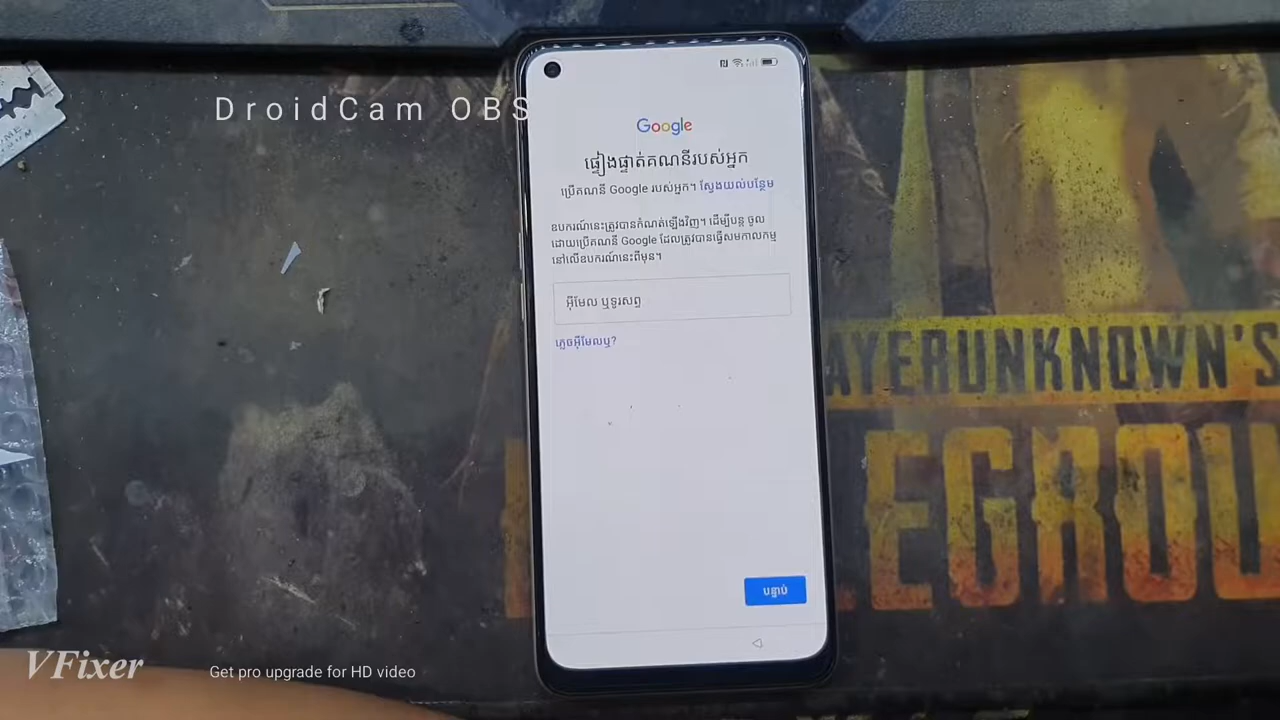 DroidCam OBS
Google
ផ្ទៀងផ្ទាត់គណនីរបស់អ្នក
ប្រើគណនី Google របស់អ្នក។ ស្វែងយល់បន្ថែម
ឧបករណ៍នេះត្រូវបានកំណត់ឡើងវិញ។ ដើម្បីបន្ត ចូល
ដោយប្រើគណនី Google ដែលត្រូវបានធ្វើសមកាលកម្ម
នៅលើឧបករណ៍នេះពីមុន។
អ៊ីមែល ឬទូរសព្ទ
ភ្លេចអ៊ីមែលឬ?
បន្ទាប់
AYERUNKNOWN'S
LEGROU
VFixer
Get pro upgrade for HD video